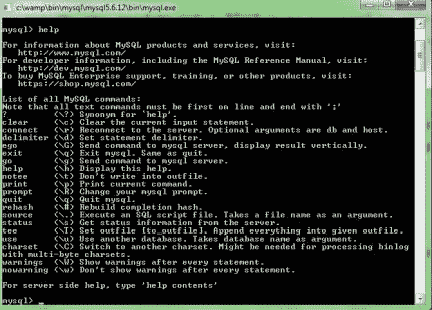 c:\wamp\bin\mysql\mysql5.6.12\bin\mysql.exe
mysql> help
For information about MySQL products and services, visit:
http://www.mysql.com/
For developer information, including the MySQL Reference Manual, visit:
http://dev.mysql.com/
To buy MySQL Enterprise support, training, or other products, visit:
https://shop.mysql.com/
List of all MySQL commands:
Note that all text commands must be first on line and end with ';'
? (\?) Synonym for `help'.
clear (\c) Clear the current input statement.
connect (\r) Reconnect to the server. Optional arguments are db and host.
delimiter (\d) Set statement delimiter.
ego (\G) Send command to mysql server, display result vertically.
exit (\q) Exit mysql. Same as quit.
go (\g) Send command to mysql server.
help (\h) Display this help.
notee (\t) Don't write into outfile.
print (\p) Print current command.
prompt (\R) Change your mysql prompt.
quit (\q) Quit mysql.
rehash (\#) Rebuild completion hash.
source (\.) Execute an SQL script file. Takes a file name as an argument.
status (\s) Get status information from the server.
tee (\T) Set outfile [to_outfile]. Append everything into given outfile.
use (\u) Use another database. Takes database name as argument.
charset (\C) Switch to another charset. Might be needed for processing binlog
with multi-byte charsets.
warnings (\W) Show warnings after every statement.
nowarning (\w) Don't show warnings after every statement.
For server side help, type 'help contents'
mysql> _